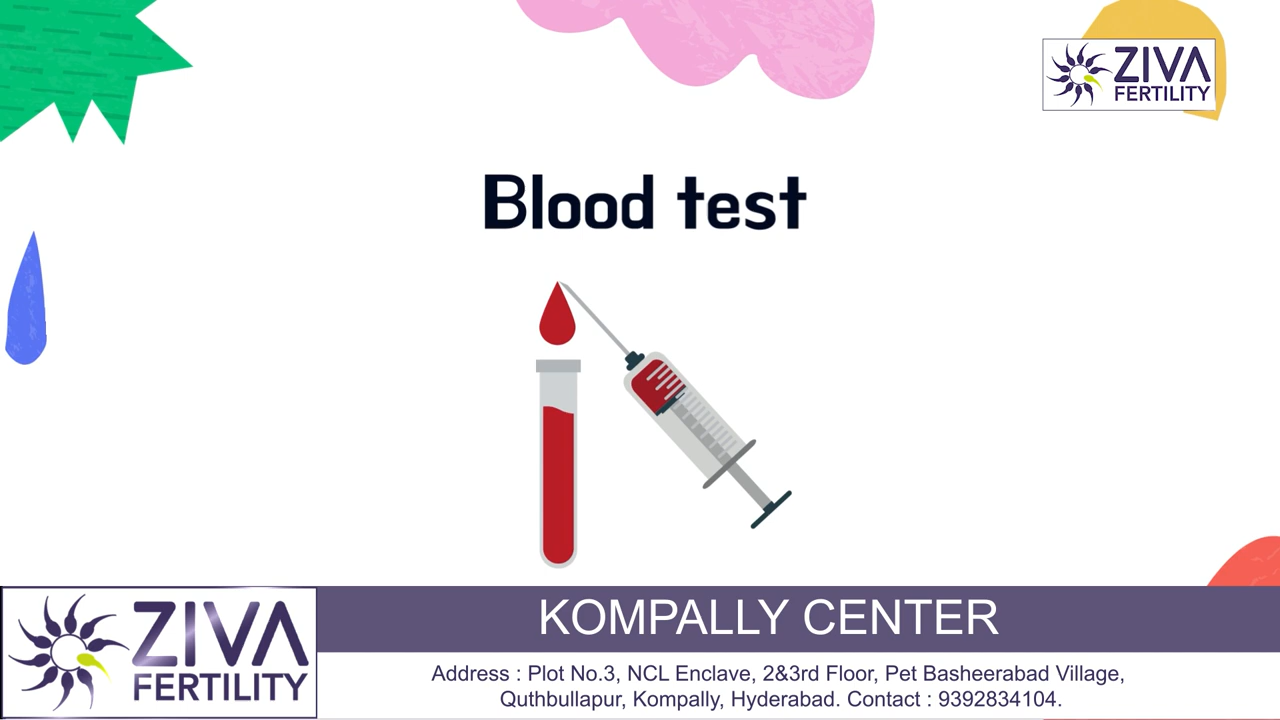 ZIVA
FERTILITY
Blood test
ZIVA
FERTILITY
KOMPALLY CENTER
Address : Plot No.3, NCL Enclave, 2&3rd Floor, Pet Basheerabad Village,
Quthbullapur, Kompally, Hyderabad. Contact : 9392834104.